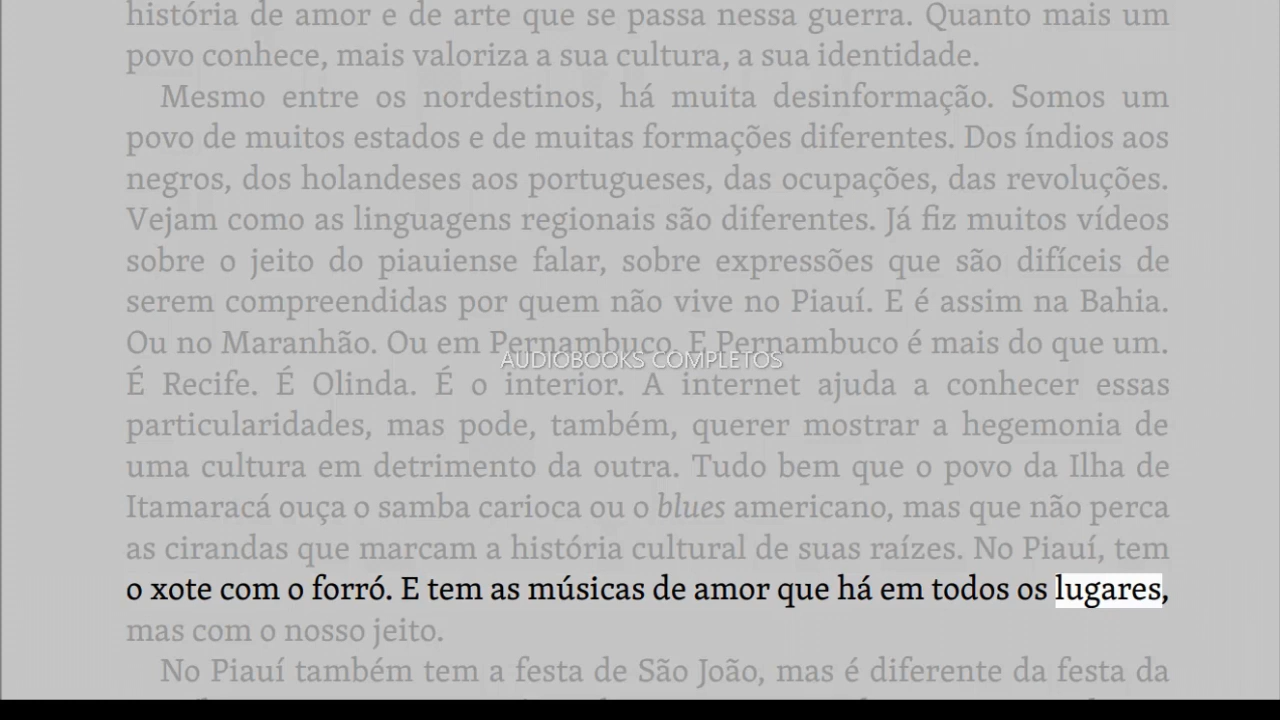 história de amor e de arte que se passa nessa guerra. Quanto mais um
povo conhece, mais valoriza a sua cultura, a sua identidade.
Mesmo entre os nordestinos, há muita desinformação. Somos um
povo de muitos estados e de muitas formações diferentes. Dos índios aos
negros, dos holandeses aos portugueses, das ocupações, das revoluções.
Vejam como as linguagens regionais são diferentes. Já fiz muitos vídeos
sobre o jeito do piauiense falar, sobre expressões que são difíceis de
serem compreendidas por quem não vive no Piauí. E é assim na Bahia.
Ou no Maranhão. Ou em Pernambuco. E Pernambuco é mais do que um.
AUDIOBOOKS COMPLETOS
É Recife. É Olinda. É o interior. A internet ajuda a conhecer essas
particularidades, mas pode, também, querer mostrar a hegemonia de
uma cultura em detrimento da outra. Tudo bem que o povo da Ilha de
Itamaracá ouça o samba carioca ou o blues americano, mas que não perca
as cirandas que marcam a história cultural de suas raízes. No Piauí, tem
o xote com o forró. E tem as músicas de amor que há em todos os lugares,
mas com o nosso jeito.
No Piauí também tem a festa de São João, mas é diferente da festa da